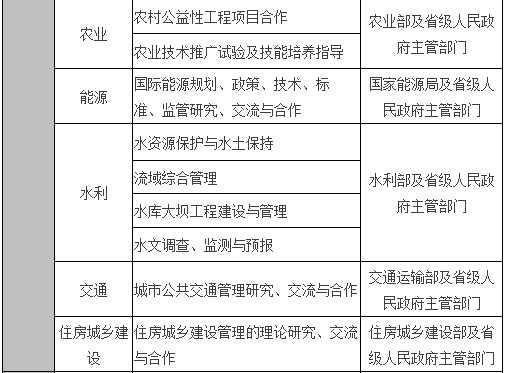 农业
农村公益性工程项目合作
农业技术推广试验及技能培养指导
农业部及省级人民政
府主管部门
能源
国际能源规划、政策、技术、标
准、监管研究、交流与合作
国家能源局及省级人
民政府主管部门
水利
水资源保护与水土保持
流域综合管理
水库大坝工程建设与管理
水文调查、监测与预报
水利部及省级人民政
府主管部门
交通
城市公共交通管理研究、交流与合作
交通运输部及省级人
民政府主管部门
住房城乡建
设
住房城乡建设管理的理论研究、交流
与合作
住房城乡建设部及省
级人民政府主管部门